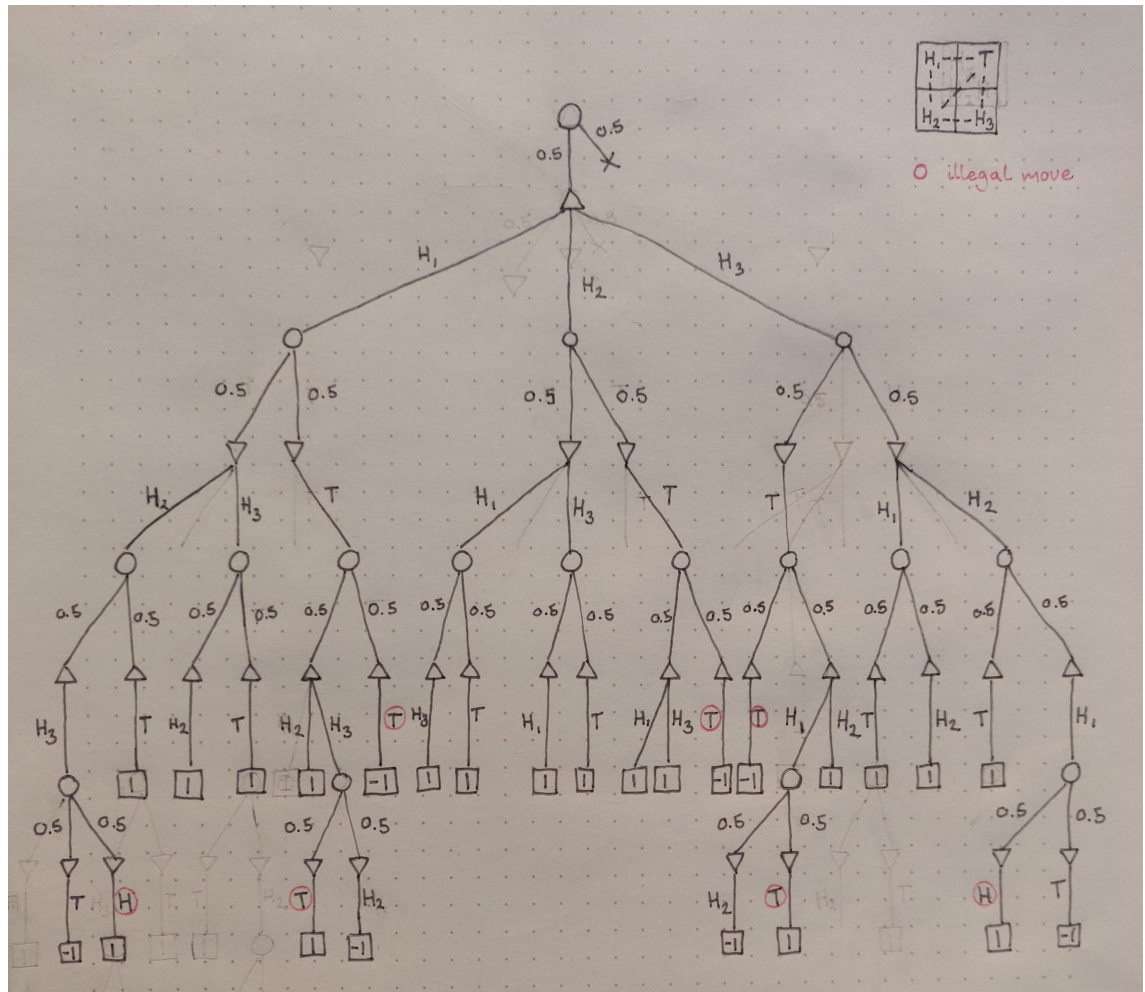 H₁ T
H₂ H₃
O illegal move
0.5 0.5
H₁ H₂ H₃
0.5 0.5 0.5 0.5 0.5 0.5
H₂ H₃ T H₁ H₃ T T H₁ H₂
0.5 0.5 0.5 0.5 0.5 0.5 0.5 0.5 0.5 0.5 0.5 0.5 0.5 0.5 0.5 0.5 0.5 0.5
H₃ T H₂ T H₂ H₃ T H₃ T H₁ T H₁ H₃ T T H₁ H₂ T H₂ T H₁
1 1 1 1 -1 1 1 1 1 1 1 -1 -1 1 1 1 1
0.5 0.5 0.5 0.5 0.5 0.5 0.5 0.5
T H T H₂ H₂ T H T
-1 1 1 -1 -1 1 1 -1